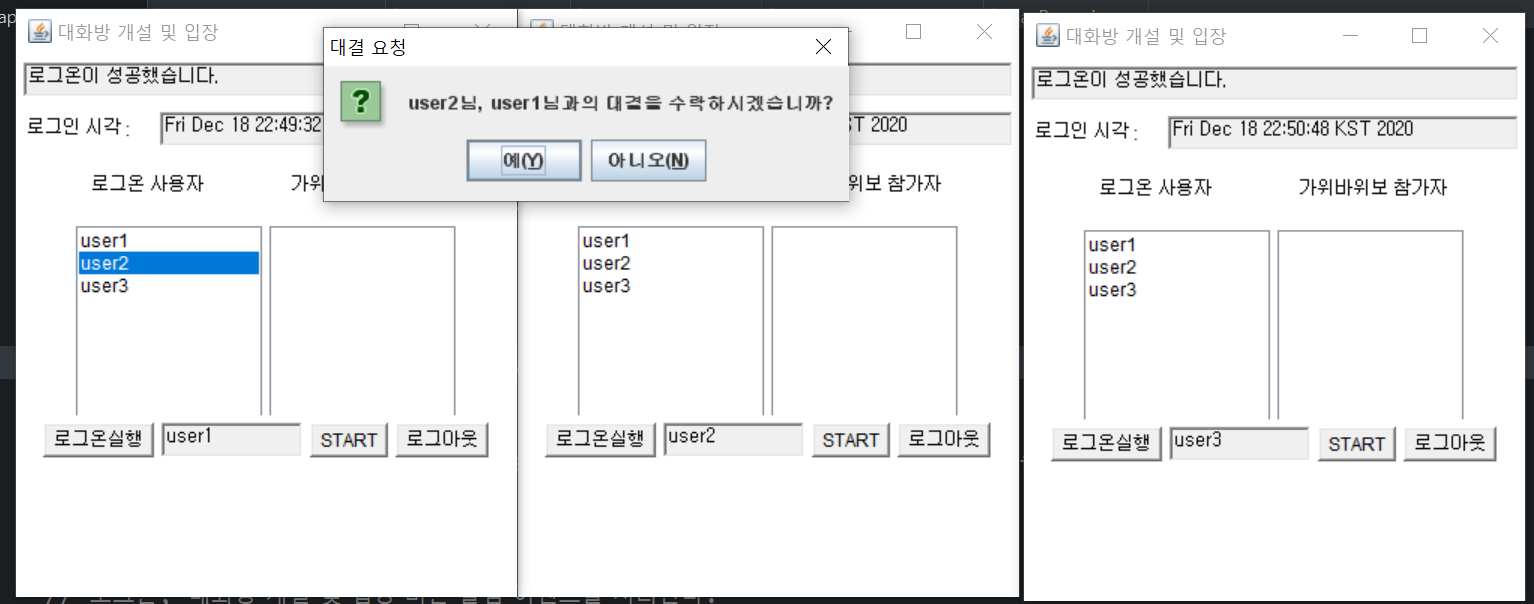 대화방 개설 및 입장
로그온이 성공했습니다.
로그인 시각 :
Fri Dec 18 22:49:32
로그온 사용자
user1
user2
user3
로그온실행
user1
START
로그아웃
대결 요청
user2님, user1님과의 대결을 수락하시겠습니까?
예(Y)
아니오(N)
ST 2020
위보 참가자
user1
user2
user3
로그온실행
user2
START
로그아웃
대화방 개설 및 입장
로그온이 성공했습니다.
로그인 시각 :
Fri Dec 18 22:50:48 KST 2020
로그온 사용자
가위바위보 참가자
user1
user2
user3
로그온실행
user3
START
로그아웃